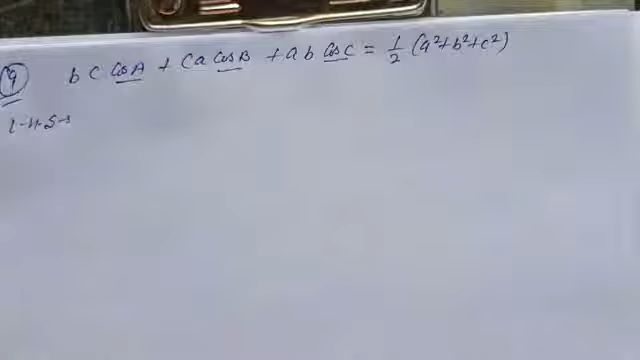 9 bc cosA + ca cosB + ab cosC = 1/2 (a²+b²+c²)
L-H.S-